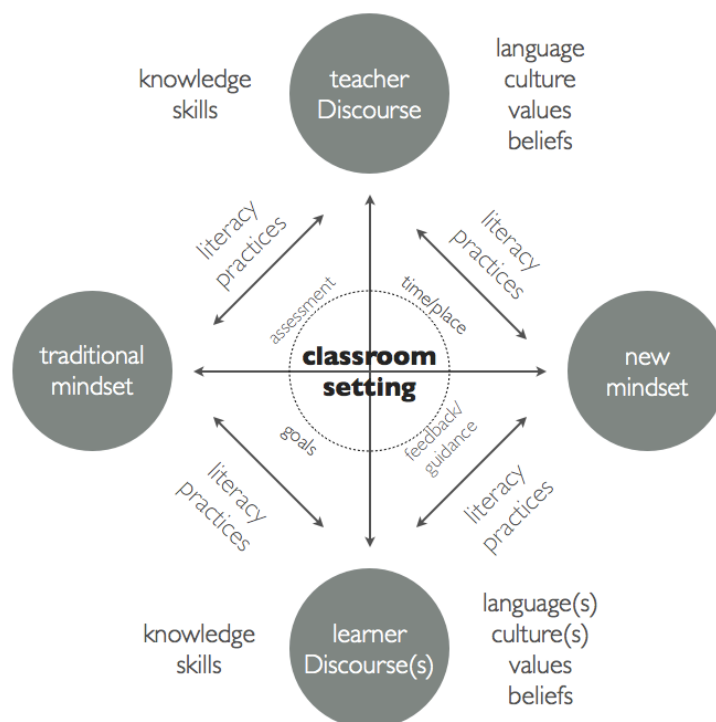 knowledge
skills
teacher
Discourse
language
culture
values
beliefs
literacy
practices
literacy
practices
assessment
time/place
traditional
mindset
classroom
setting
new
mindset
goals
feedback/
guidance
literacy
practices
literacy
practices
knowledge
skills
learner
Discourse(s)
language(s)
culture(s)
values
beliefs